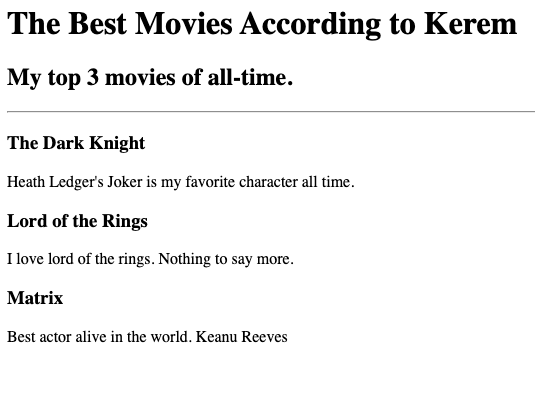 The Best Movies According to Kerem
My top 3 movies of all-time.
The Dark Knight
Heath Ledger's Joker is my favorite character all time.
Lord of the Rings
I love lord of the rings. Nothing to say more.
Matrix
Best actor alive in the world. Keanu Reeves